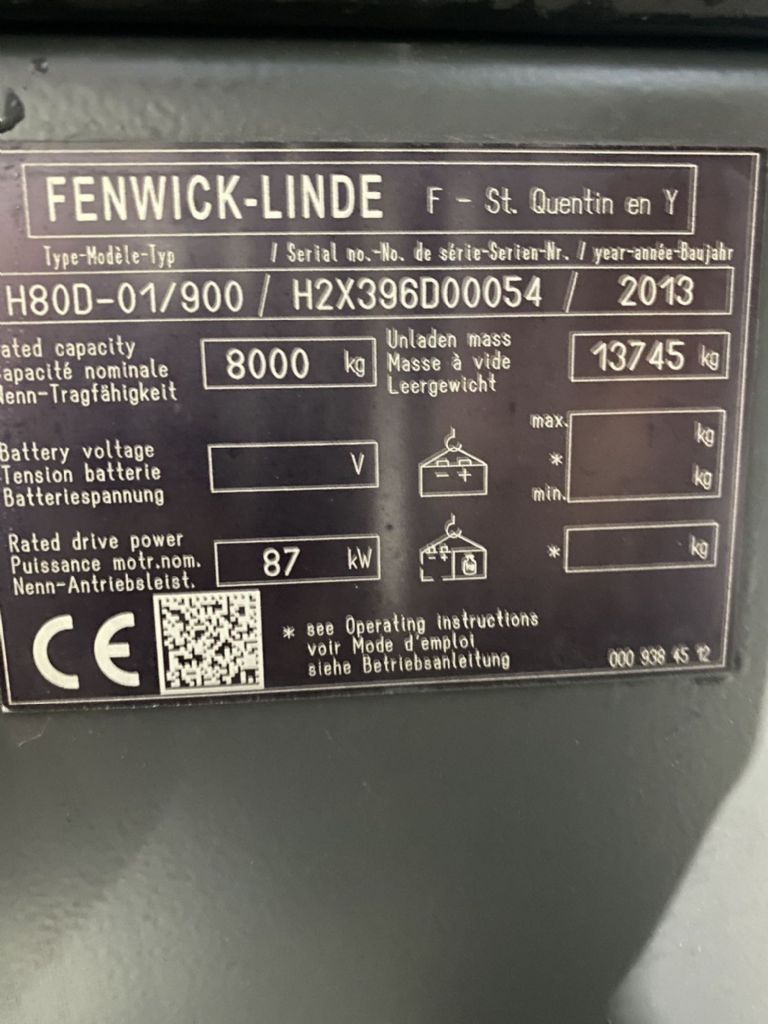 FENWICK-LINDE F - St. Quentin en Y
Type-Modèle-Typ / Serial no.-No. de série-Serien-Nr. / year-année-Baujahr
H80D-01/900 / H2X396D00054 / 2013
ated capacity
apacité nominale
Nenn-Tragfähigkeit
8000 kg
Unladen mass
Masse à vide
Leergewicht
13745 kg
Battery voltage
Tension batterie
Batteriespannung
V
- +
max. kg
*
min. kg
Rated drive power
Puissance motr.nom.
Nenn-Antriebsleist.
87 kW
- +
* kg
CE
* see Operating instructions
voir Mode d'emploi
siehe Betriebsanleitung
000 938 45 12